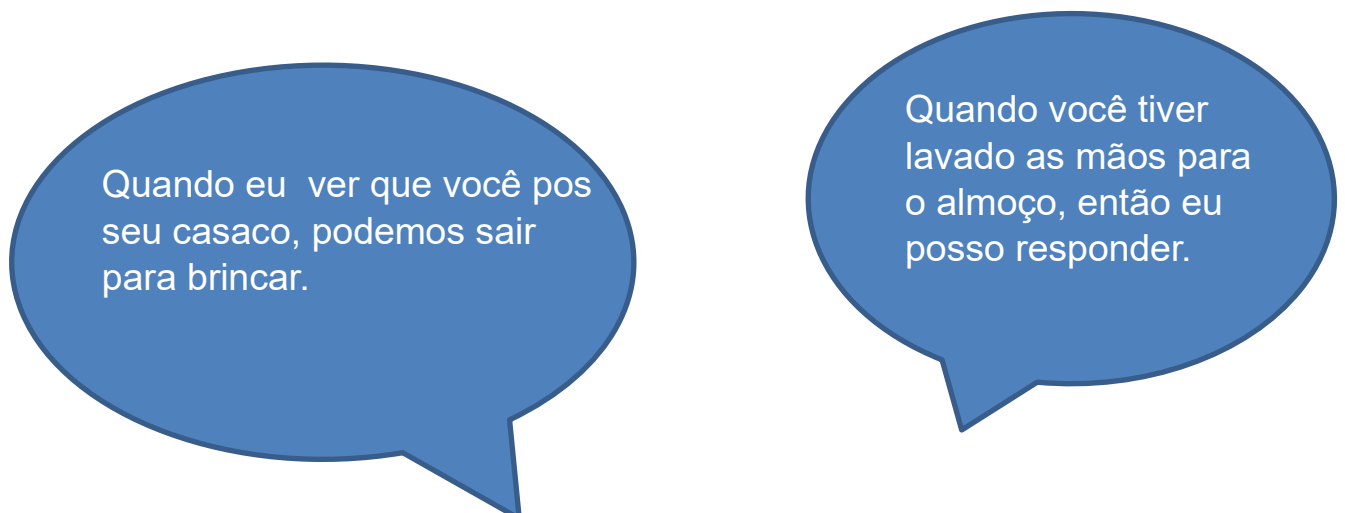 Quando eu  ver que você pos
seu casaco, podemos sair
para brincar.
Quando você tiver
lavado as mãos para
o almoço, então eu
posso responder.